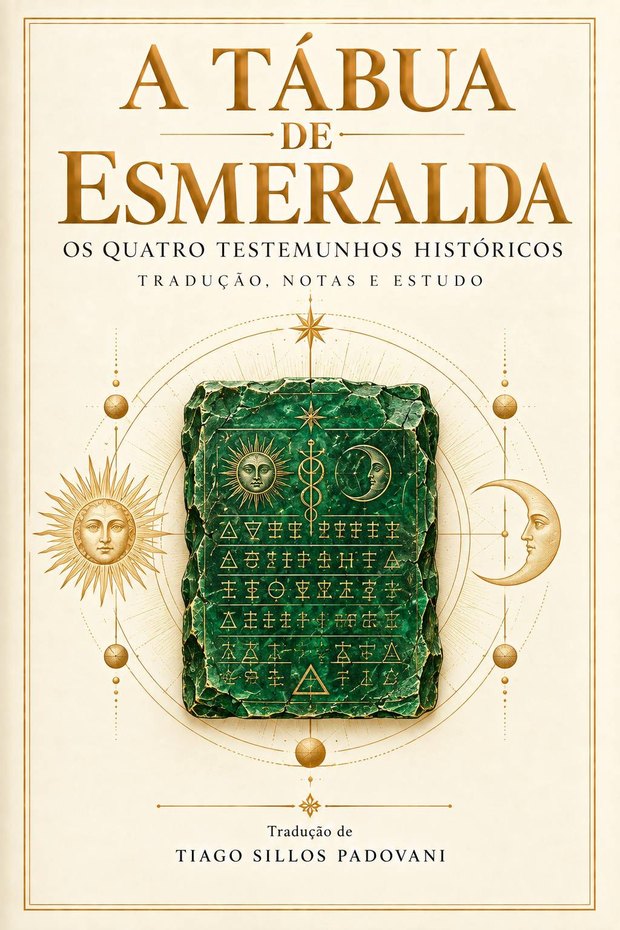 A TÁBUA
DE
ESMERALDA
OS QUATRO TESTEMUNHOS HISTÓRICOS
TRADUÇÃO, NOTAS E ESTUDO
Tradução de
TIAGO SILLOS PADOVANI